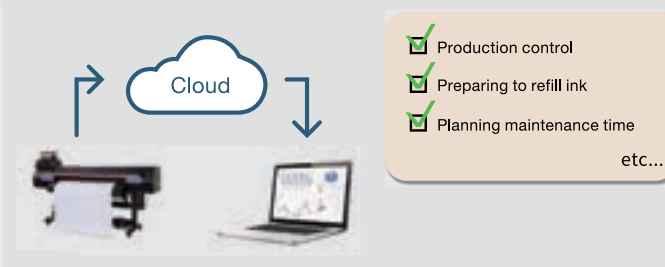 Cloud
Production control
Preparing to refill ink
Planning maintenance time
etc...